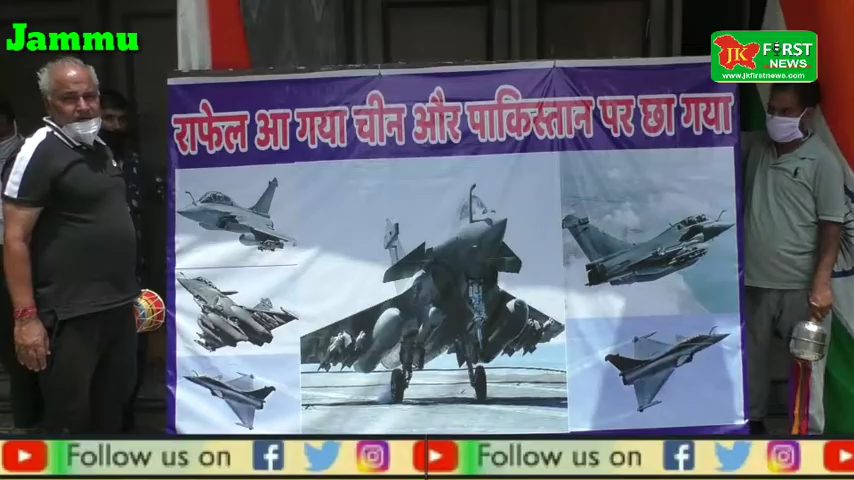 Jammu
JK FIRST
NEWS
www.jkfirstnews.com
राफेल आ गया चीन और पाकिस्तान पर छा गया
Follow us on
Follow us on